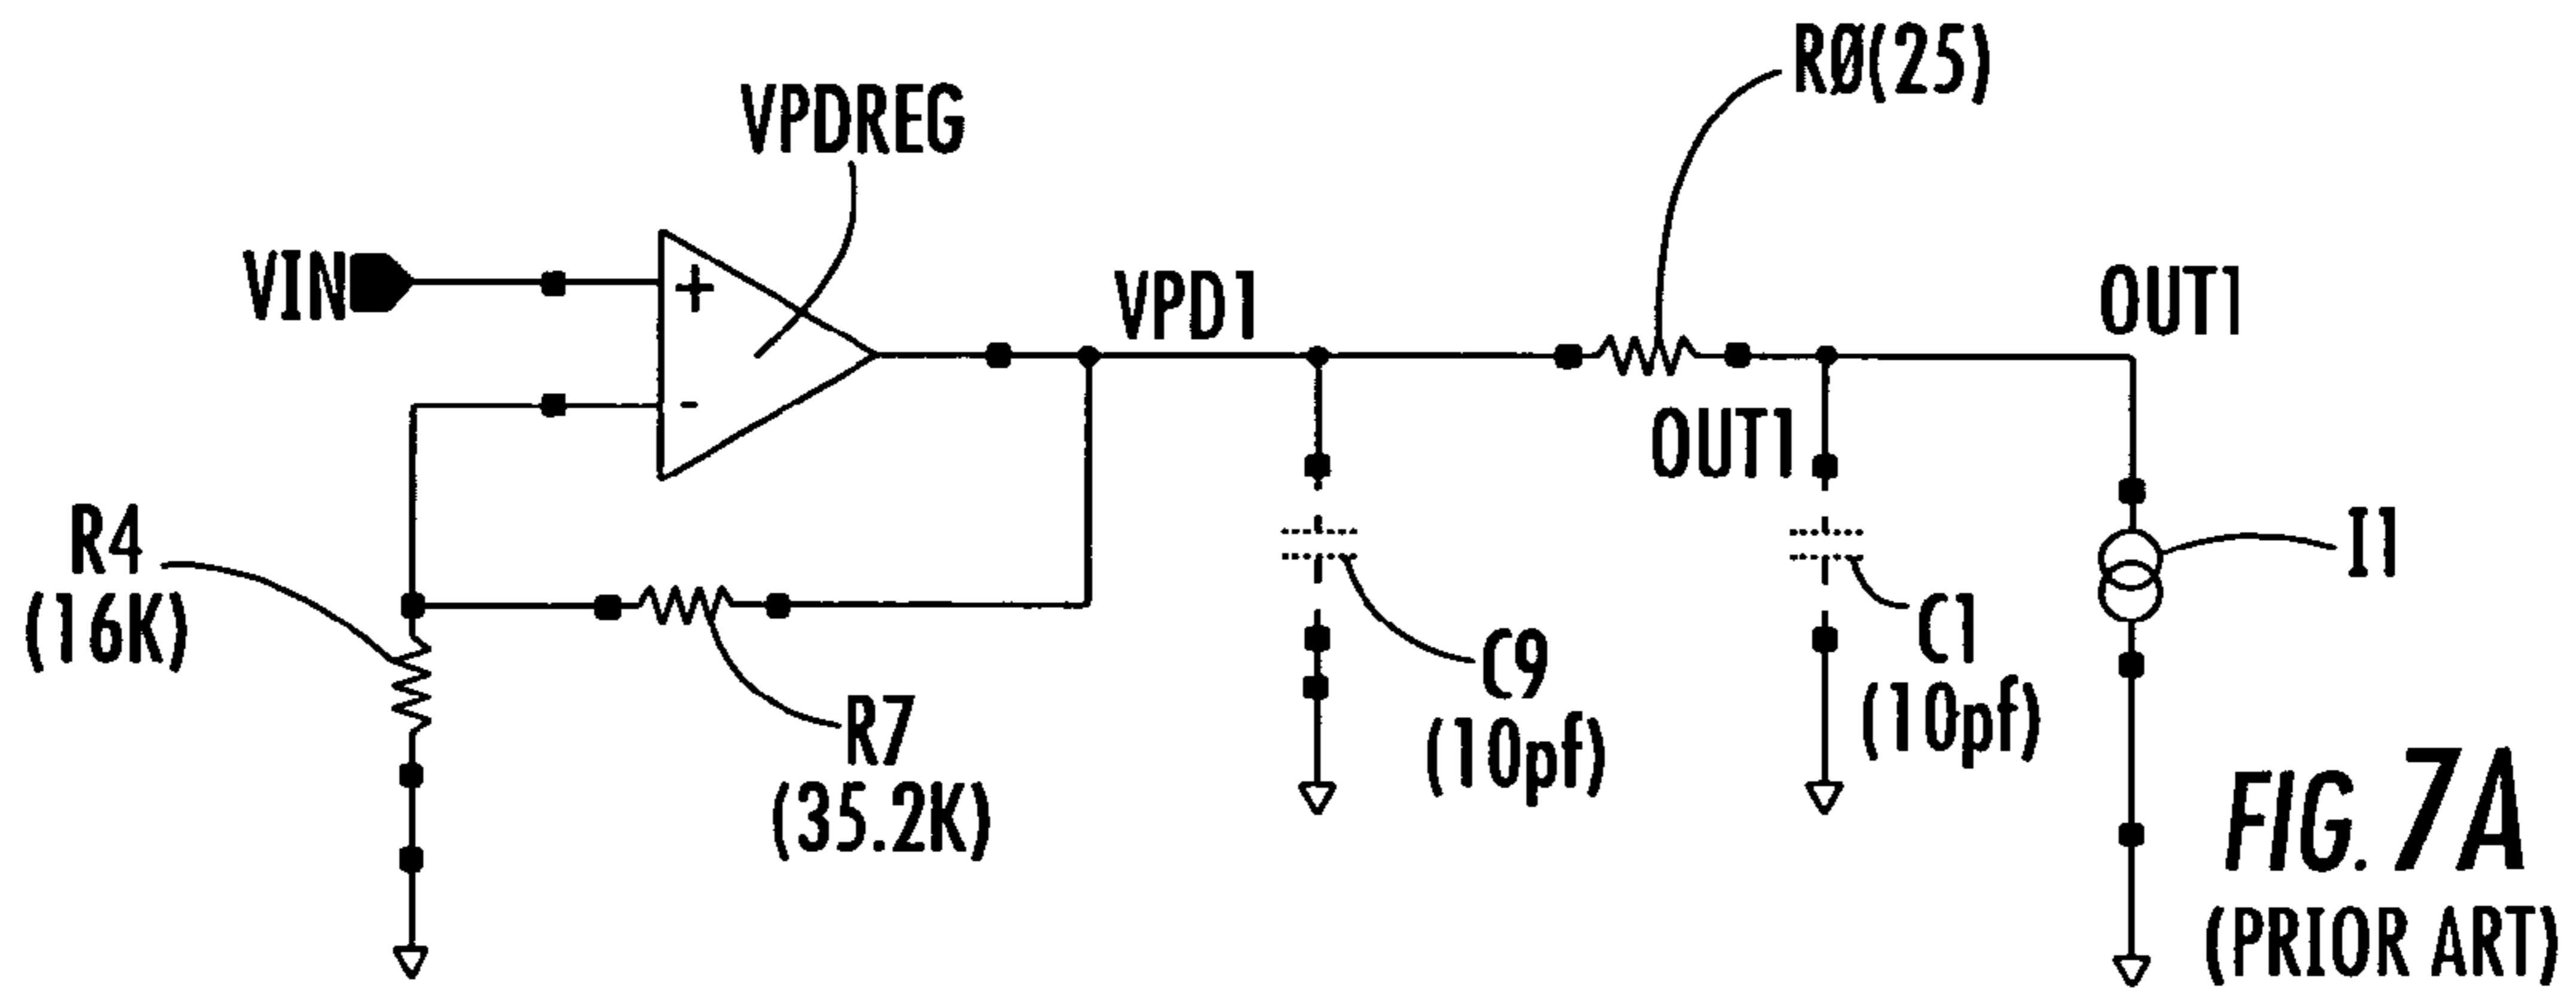 RØ(25)
VPDREG
VIN
+
-
VPD1
OUT1
OUT1
R4
(16K)
I1
C9
(10pf)
C1
(10pf)
R7
(35.2K)
FIG. 7A
(PRIOR ART)